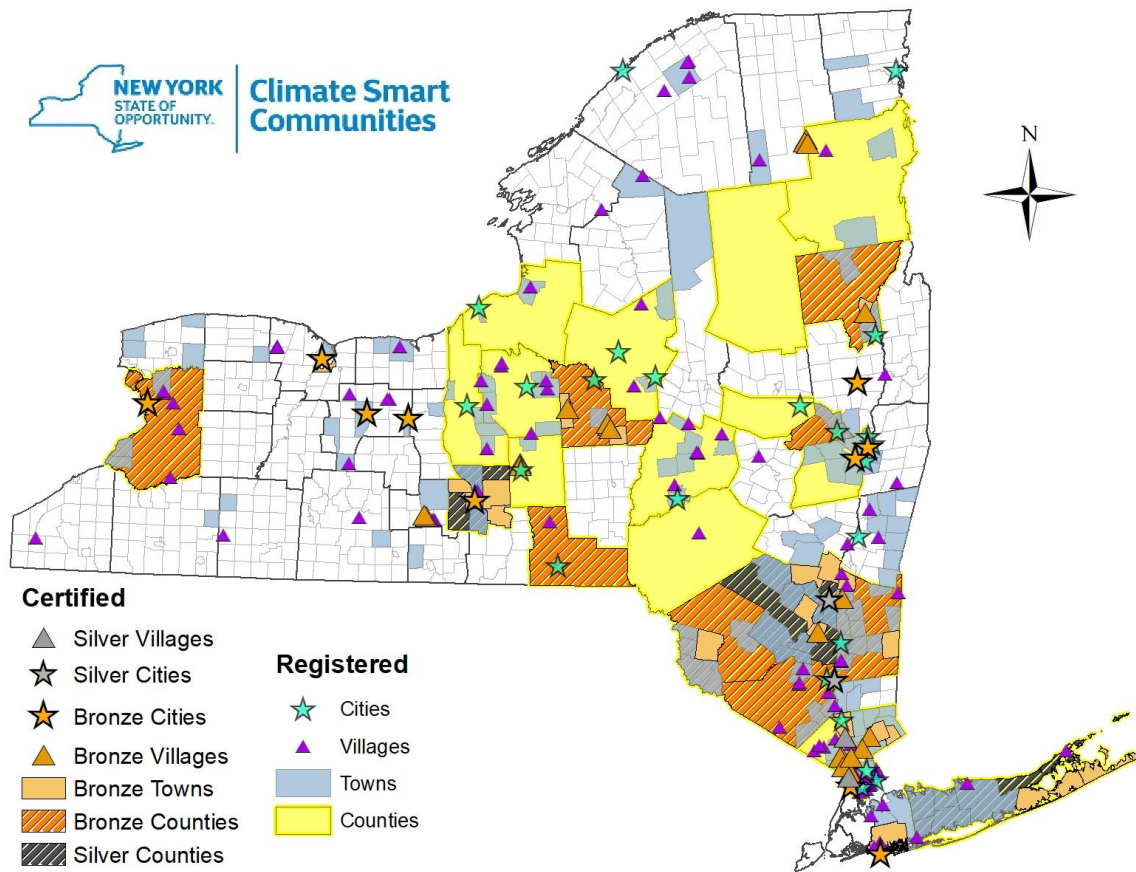 NEW YORK
STATE OF
OPPORTUNITY.
Climate Smart
Communities
N
Certified
Silver Villages
Silver Cities
Bronze Cities
Bronze Villages
Bronze Towns
Bronze Counties
Silver Counties
Registered
Cities
Villages
Towns
Counties